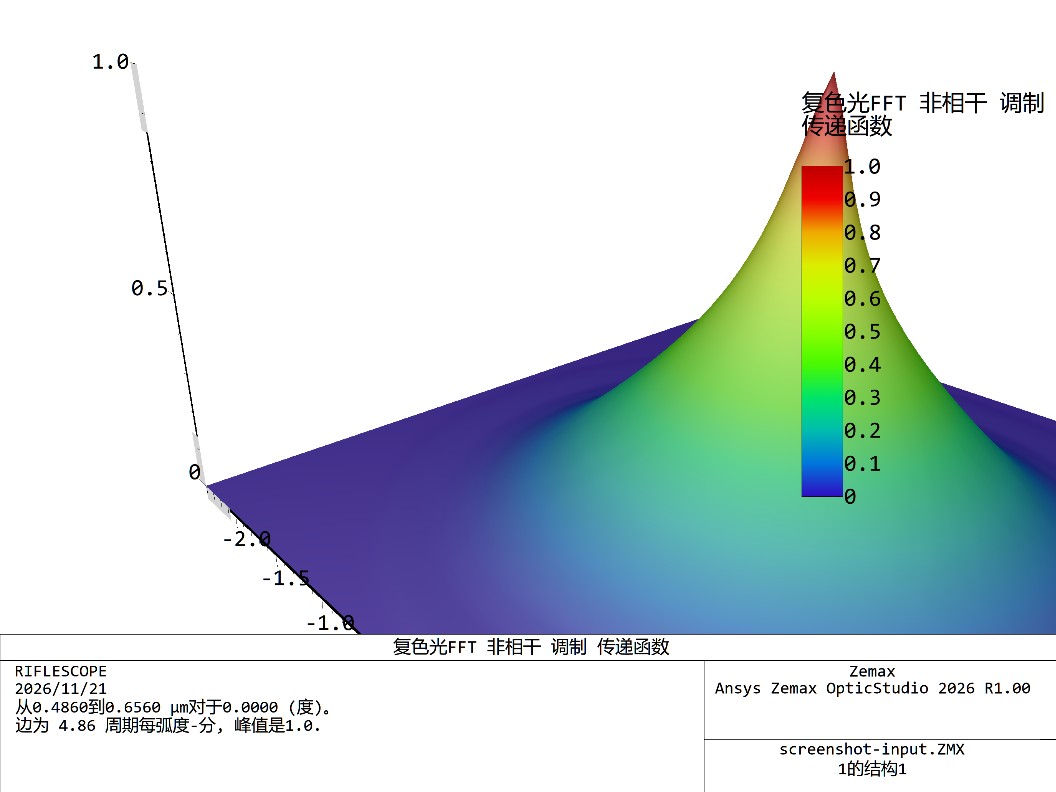 1.0
0.5
0
-2.0
-1.5
-1.0
复色光FFT 非相干 调制
传递函数
1.0
0.9
0.8
0.7
0.6
0.5
0.4
0.3
0.2
0.1
0
复色光FFT 非相干 调制 传递函数
RIFLESCOPE
2026/11/21
从0.4860到0.6560 µm对于0.0000 (度)。
边为 4.86 周期每弧度-分, 峰值是1.0.
Zemax
Ansys Zemax OpticStudio 2026 R1.00
screenshot-input.ZMX
1的结构1